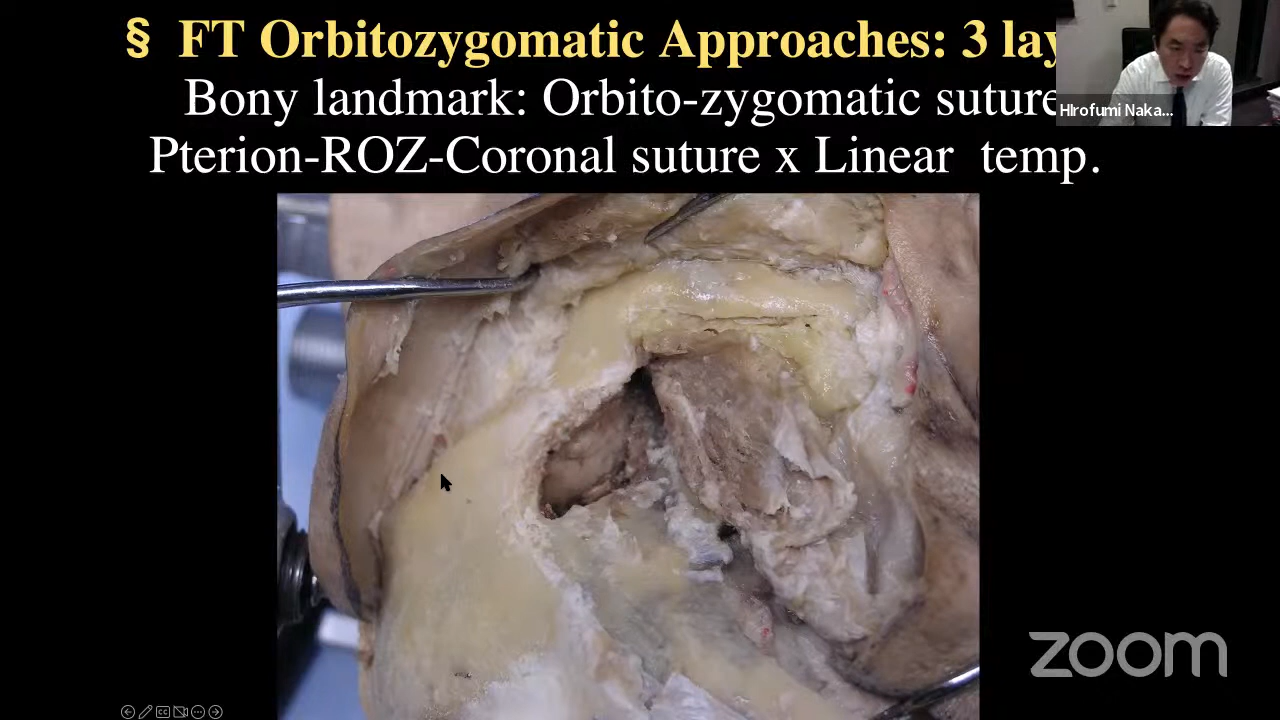 § FT Orbitozygomatic Approaches: 3 lay
Bony landmark: Orbito-zygomatic suture
Pterion-ROZ-Coronal suture x Linear temp.
HIrofumi Naka...
zoom